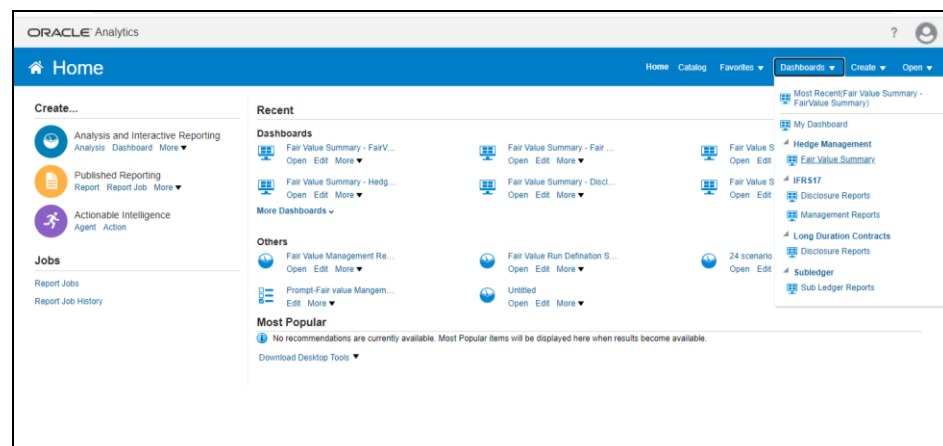 ORACLE Analytics
?
Home
Home Catalog Favorites Dashboards Create Open
Create...
Analysis and Interactive Reporting
Analysis Dashboard More
Published Reporting
Report Report Job More
Actionable Intelligence
Agent Action
Jobs
Report Jobs
Report Job History
Recent
Dashboards
Fair Value Summary - FairV...
Open Edit More
Fair Value Summary - Fair ...
Open Edit More
Fair Value S
Open Edit
Fair Value Summary - Hedg...
Open Edit More
Fair Value Summary - Discl...
Open Edit More
Fair Value S
Open Edit
More Dashboards
Others
Fair Value Management Re...
Open Edit More
Fair Value Run Defination S...
Open Edit More
24 scenario
Open Edit
Prompt-Fair value Mangem...
Edit More
Untitled
Open Edit More
Most Popular
No recommendations are currently available. Most Popular items will be displayed here when results become available.
Download Desktop Tools
Most Recent(Fair Value Summary -
FairValue Summary)
My Dashboard
Hedge Management
Fair Value Summary
IFRS17
Disclosure Reports
Management Reports
Long Duration Contracts
Disclosure Reports
Subledger
Sub Ledger Reports